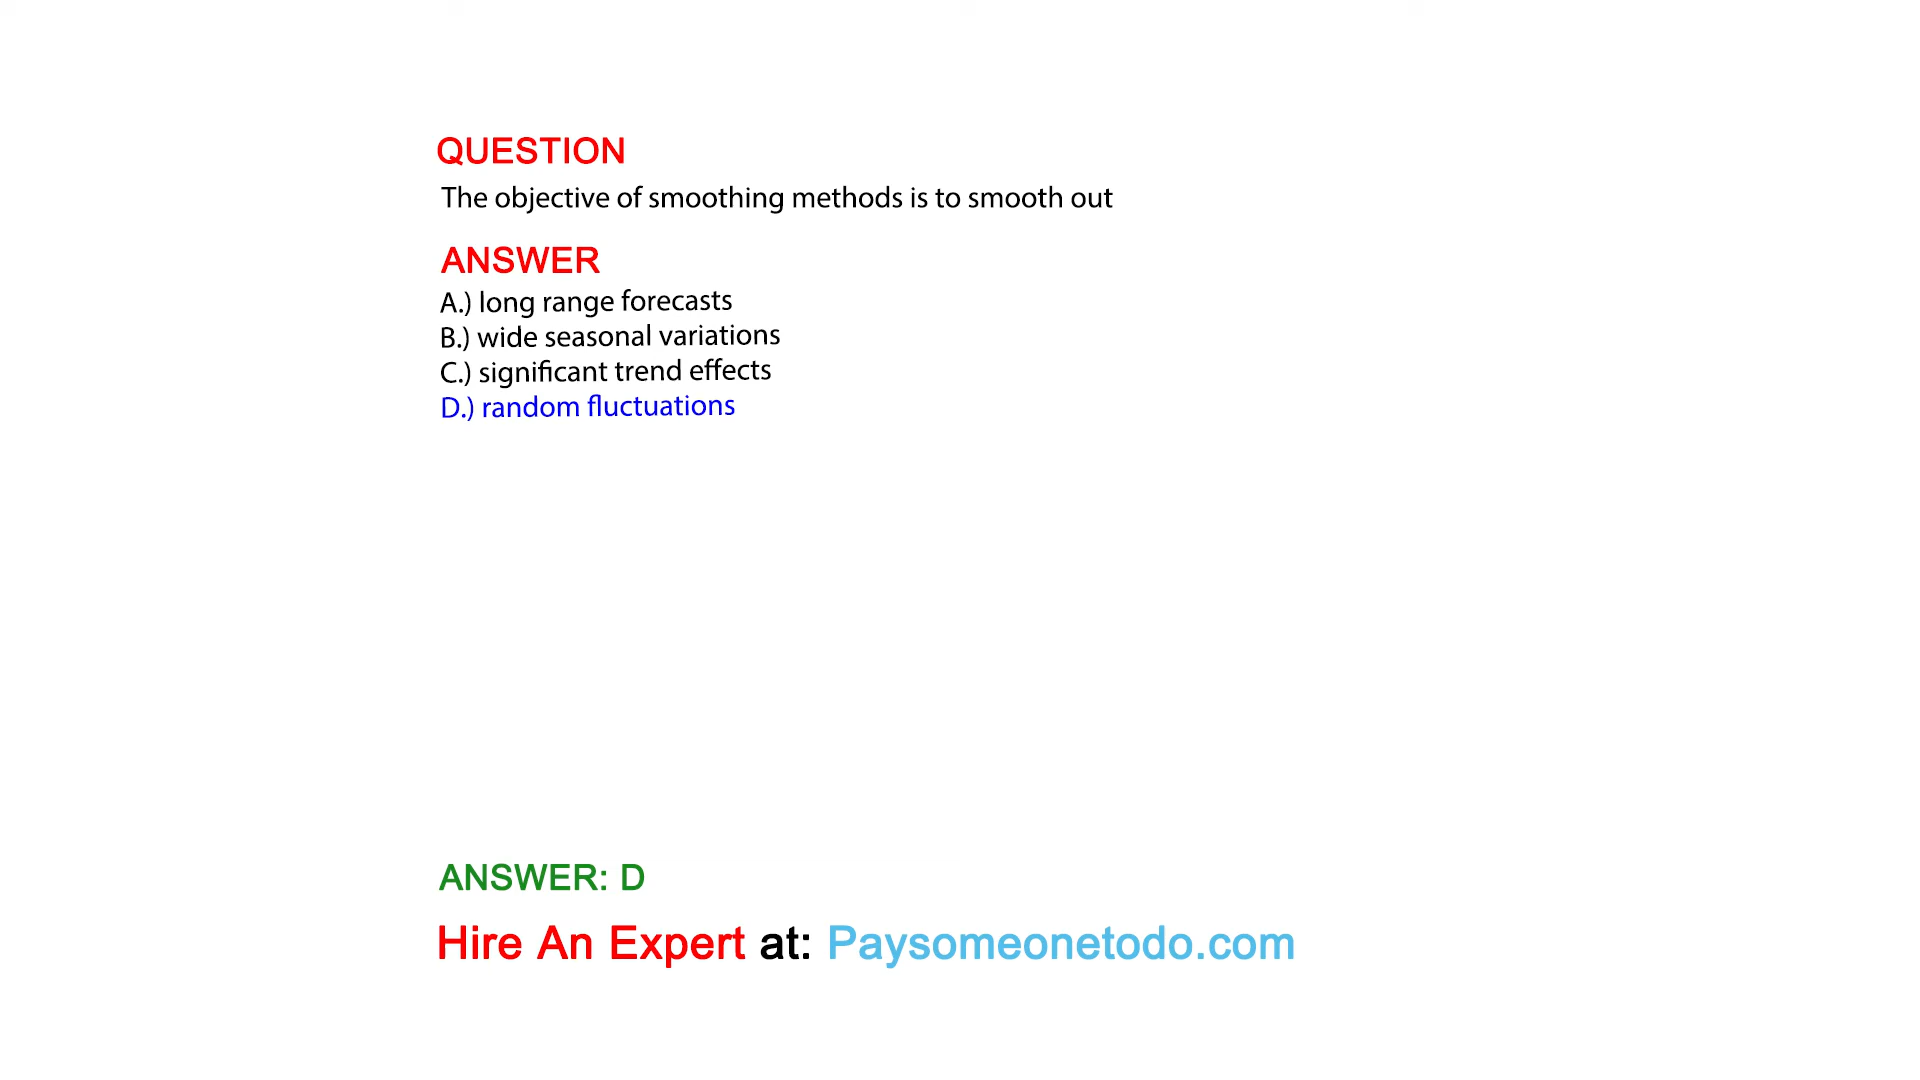 QUESTION
The objective of smoothing methods is to smooth out
ANSWER
A.) long range forecasts
B.) wide seasonal variations
C.) significant trend effects
D.) random fluctuations
ANSWER: D
Hire An Expert at: Paysomeonetodo.com